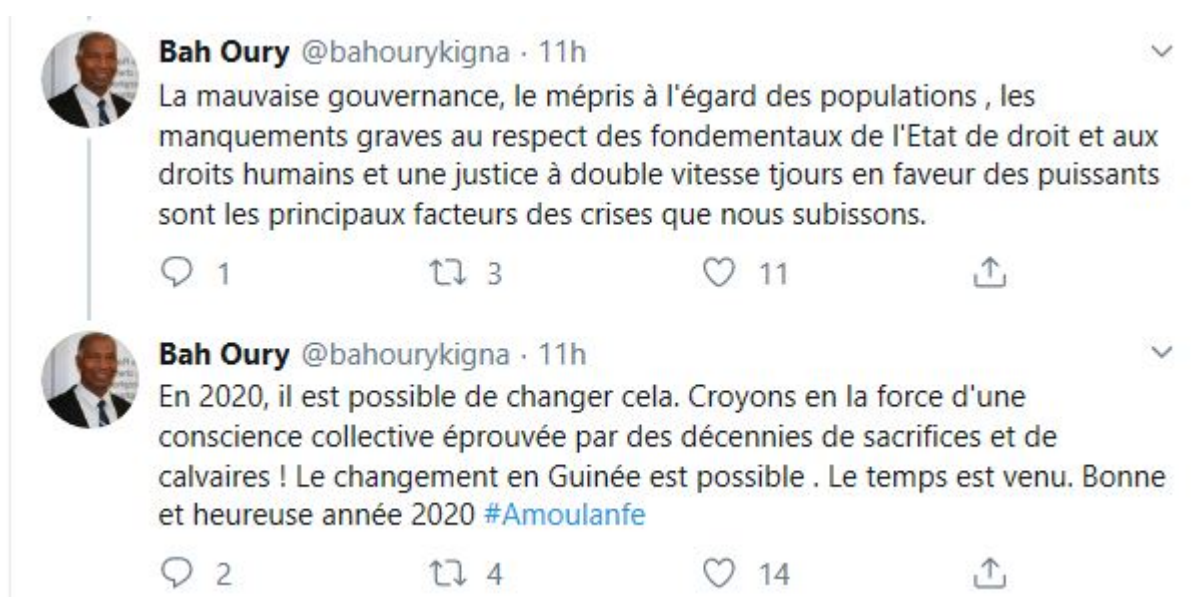 Bah Oury @bahourykigna · 11h
La mauvaise gouvernance, le mépris à l'égard des populations , les
manquements graves au respect des fondementaux de l'Etat de droit et aux
droits humains et une justice à double vitesse tjours en faveur des puissants
sont les principaux facteurs des crises que nous subissons.
1 3 11
Bah Oury @bahourykigna · 11h
En 2020, il est possible de changer cela. Croyons en la force d'une
conscience collective éprouvée par des décennies de sacrifices et de
calvaires ! Le changement en Guinée est possible . Le temps est venu. Bonne
et heureuse année 2020 #Amoulanfe
2 4 14